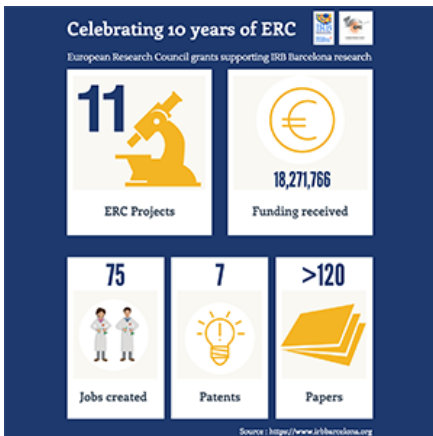 Celebrating 10 years of ERC
European Research Council grants supporting IRB Barcelona research
11
ERC Projects
18,271,766
Funding received
75
Jobs created
7
Patents
>120
Papers
Source : https://www.irbbarcelona.org